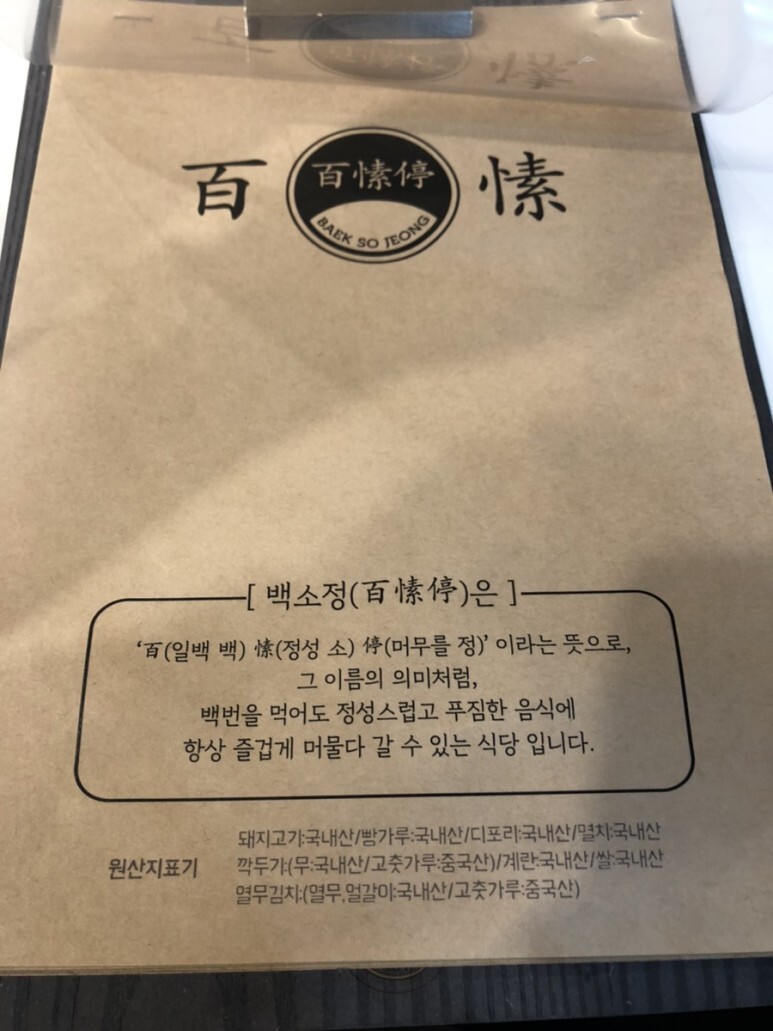 百 愫
百愫停
BAEK SO JEONG
[ 백소정(百愫停)은 ]
‘百(일백 백) 愫(정성 소) 停(머무를 정)’ 이라는 뜻으로,
그 이름의 의미처럼,
백번을 먹어도 정성스럽고 푸짐한 음식에
항상 즐겁게 머물다 갈 수 있는 식당 입니다.
원산지표기
돼지고기:국내산/빵가루:국내산/디포리:국내산/멸치:국내산
깍두기:(무:국내산/고춧가루:중국산)/계란:국내산/쌀:국내산
열무김치:(열무,얼갈이:국내산/고춧가루:중국산)